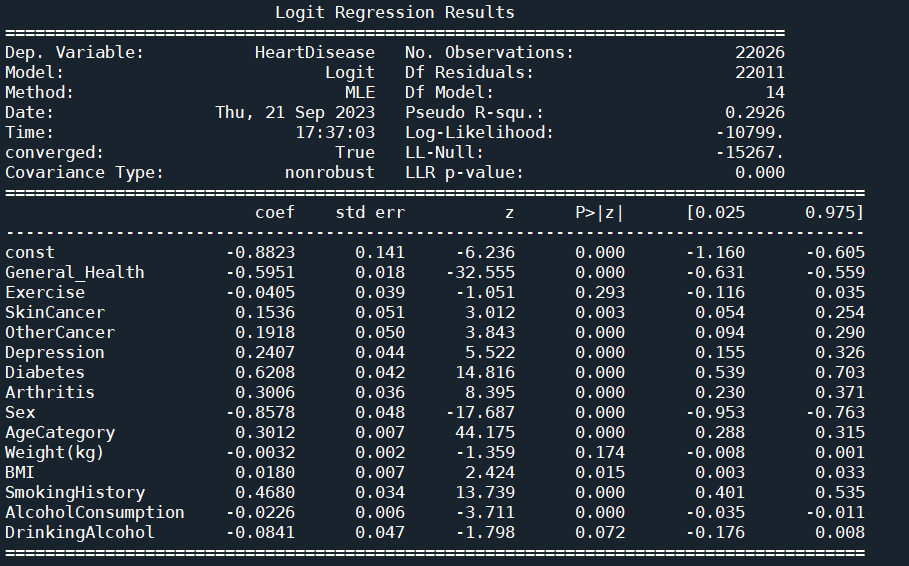 Logit Regression Results
==============================================================================
Dep. Variable: HeartDisease No. Observations: 22026
Model: Logit Df Residuals: 22011
Method: MLE Df Model: 14
Date: Thu, 21 Sep 2023 Pseudo R-squ.: 0.2926
Time: 17:37:03 Log-Likelihood: -10799.
converged: True LL-Null: -15267.
Covariance Type: nonrobust LLR p-value: 0.000
======================================================================================
coef std err z P>|z| [0.025 0.975]
--------------------------------------------------------------------------------------
const -0.8823 0.141 -6.236 0.000 -1.160 -0.605
General_Health -0.5951 0.018 -32.555 0.000 -0.631 -0.559
Exercise -0.0405 0.039 -1.051 0.293 -0.116 0.035
SkinCancer 0.1536 0.051 3.012 0.003 0.054 0.254
OtherCancer 0.1918 0.050 3.843 0.000 0.094 0.290
Depression 0.2407 0.044 5.522 0.000 0.155 0.326
Diabetes 0.6208 0.042 14.816 0.000 0.539 0.703
Arthritis 0.3006 0.036 8.395 0.000 0.230 0.371
Sex -0.8578 0.048 -17.687 0.000 -0.953 -0.763
AgeCategory 0.3012 0.007 44.175 0.000 0.288 0.315
Weight(kg) -0.0032 0.002 -1.359 0.174 -0.008 0.001
BMI 0.0180 0.007 2.424 0.015 0.003 0.033
SmokingHistory 0.4680 0.034 13.739 0.000 0.401 0.535
AlcoholConsumption -0.0226 0.006 -3.711 0.000 -0.035 -0.011
DrinkingAlcohol -0.0841 0.047 -1.798 0.072 -0.176 0.008
======================================================================================